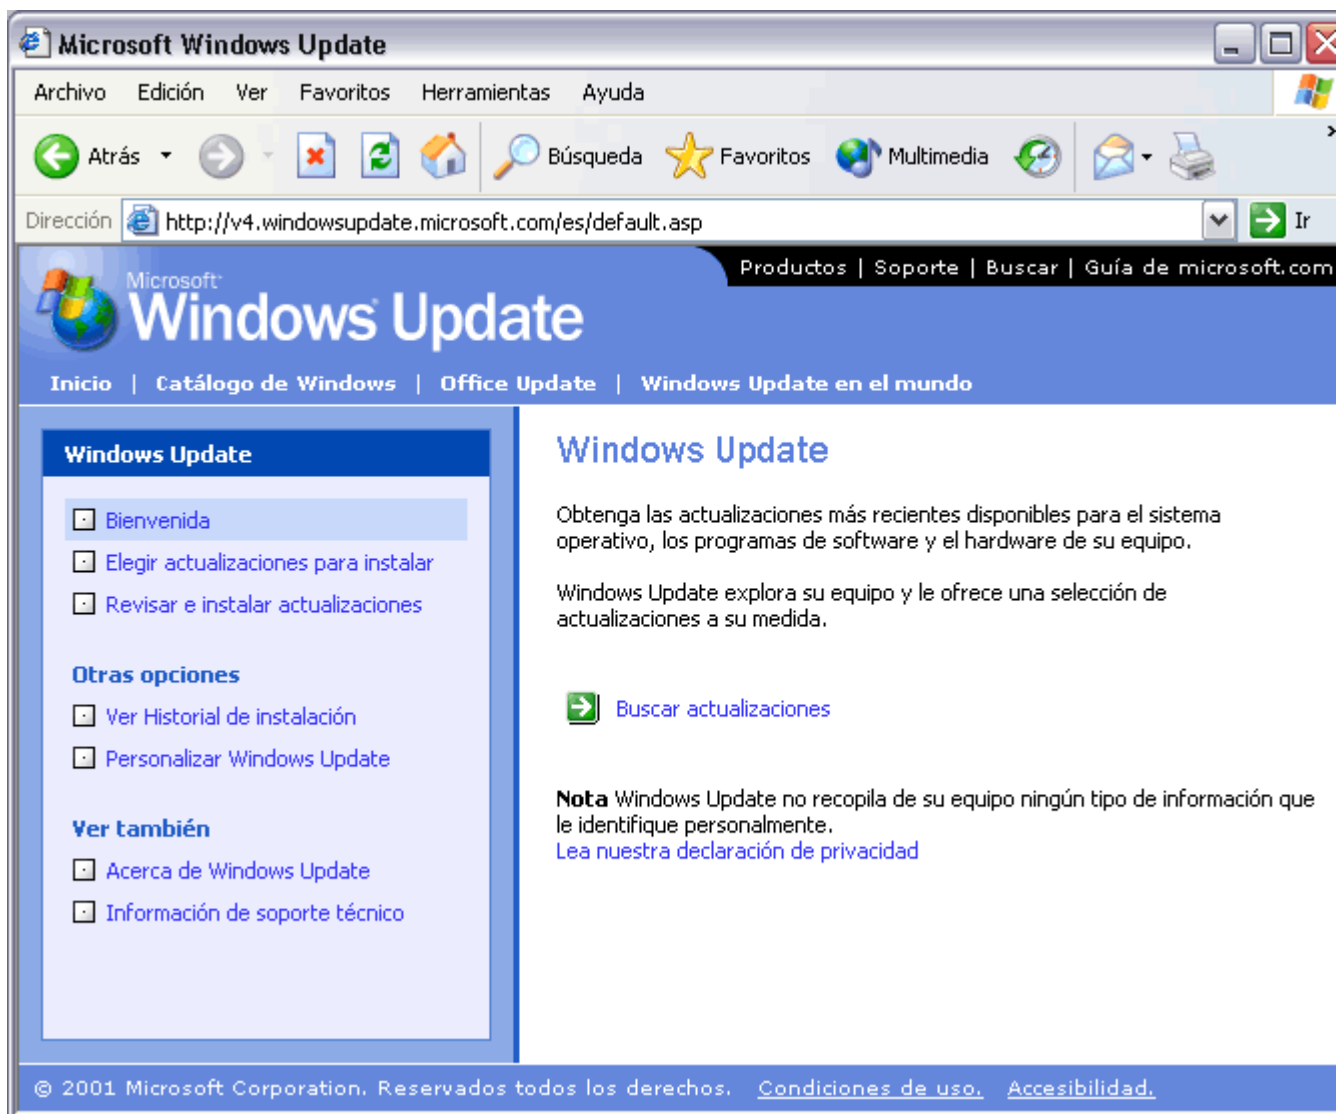 Microsoft Windows Update
Archivo Edición Ver Favoritos Herramientas Ayuda
Atrás Búsqueda Favoritos Multimedia »
Dirección http://v4.windowsupdate.microsoft.com/es/default.asp Ir
Productos | Soporte | Buscar | Guía de microsoft.com
Microsoft
Windows Update
Inicio | Catálogo de Windows | Office Update | Windows Update en el mundo
Windows Update
Bienvenida
Elegir actualizaciones para instalar
Revisar e instalar actualizaciones
Otras opciones
Ver Historial de instalación
Personalizar Windows Update
Ver también
Acerca de Windows Update
Información de soporte técnico
Windows Update
Obtenga las actualizaciones más recientes disponibles para el sistema
operativo, los programas de software y el hardware de su equipo.
Windows Update explora su equipo y le ofrece una selección de
actualizaciones a su medida.
Buscar actualizaciones
Nota Windows Update no recopila de su equipo ningún tipo de información que
le identifique personalmente.
Lea nuestra declaración de privacidad
© 2001 Microsoft Corporation. Reservados todos los derechos. Condiciones de uso. Accesibilidad.